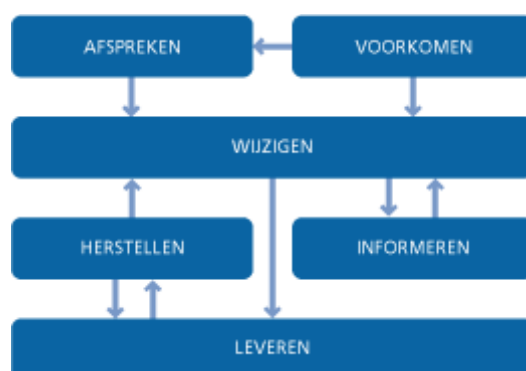 AFSPREKEN
VOORKOMEN
WIJZIGEN
HERSTELLEN
INFORMEREN
LEVEREN